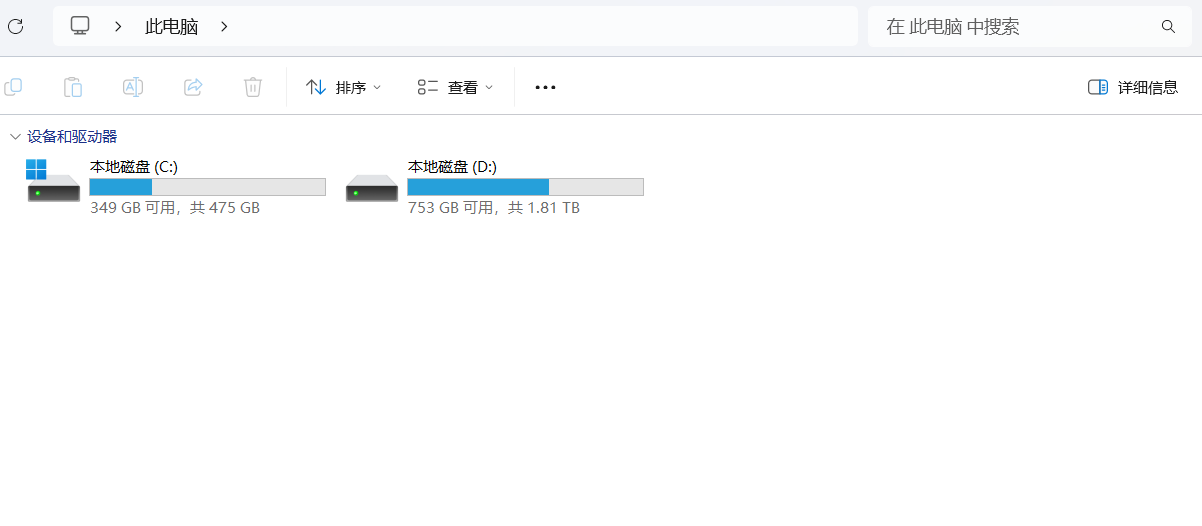 此电脑
在 此电脑 中搜索
排序
查看
详细信息
设备和驱动器
本地磁盘 (C:)
349 GB 可用，共 475 GB
本地磁盘 (D:)
753 GB 可用，共 1.81 TB